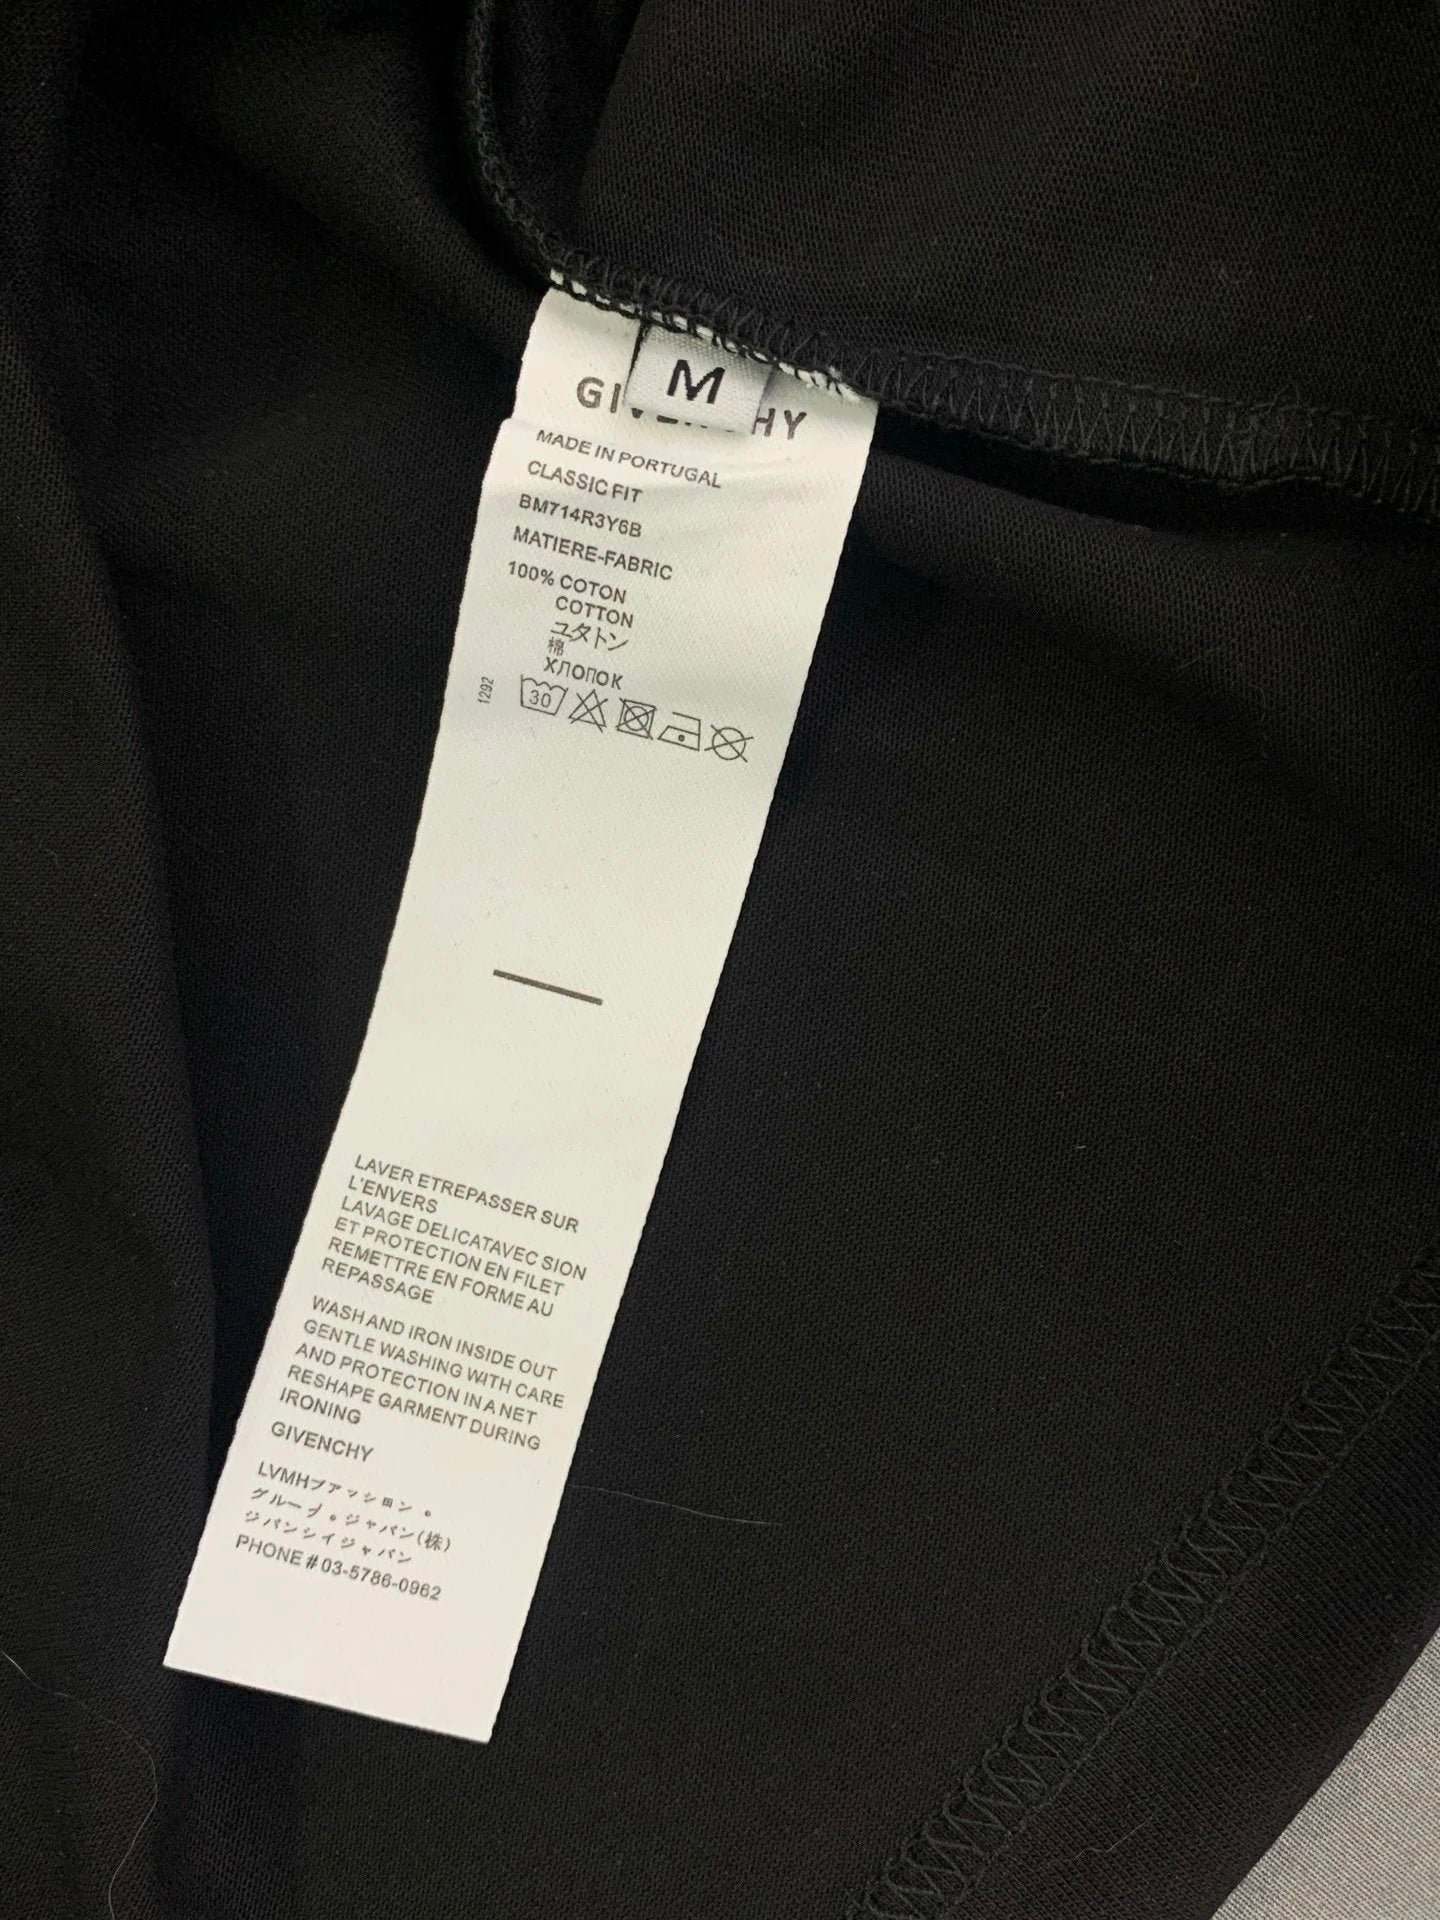 M
GIVENCHY
MADE IN PORTUGAL
CLASSIC FIT
BM714R3Y6B
MATIERE-FABRIC
100% COTON
COTTON
ユタトン
棉
ХЛОПОК
1292
30
LAVER ETREPASSER SUR
L'ENVERS
LAVAGE DELICATAVEC SION
ET PROTECTION EN FILET
REMETTRE EN FORME AU
REPASSAGE
WASH AND IRON INSIDE OUT
GENTLE WASHING WITH CARE
AND PROTECTION IN A NET
RESHAPE GARMENT DURING
IRONING
GIVENCHY
LVMHファッション。
グループ。ジャパン(株)
ジバンシイジャパン
PHONE#03-5786-0962